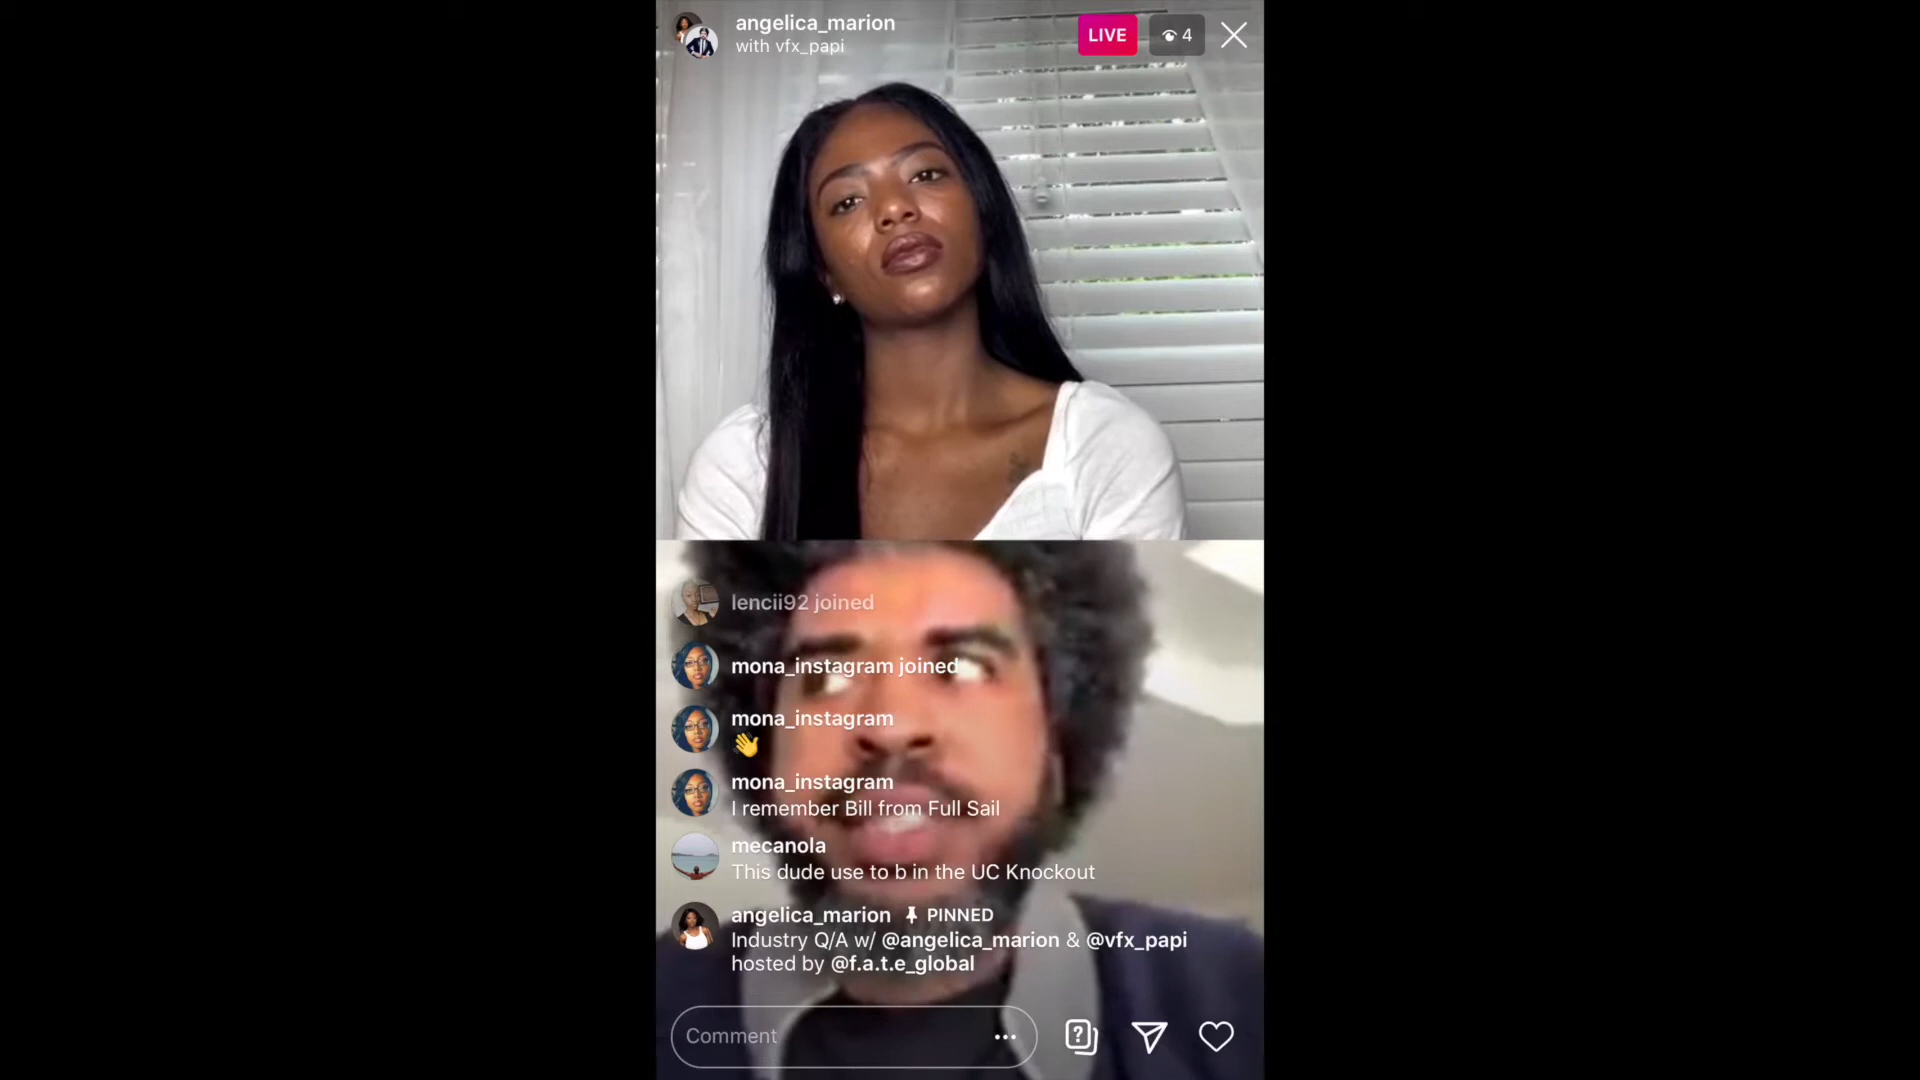 angelica_marion
with vfx_papi
LIVE
4
lencii92 joined
mona_instagram joined
mona_instagram
👋
mona_instagram
I remember Bill from Full Sail
mecanola
This dude use to b in the UC Knockout
angelica_marion PINNED
Industry Q/A w/ @angelica_marion & @vfx_papi
hosted by @f.a.t.e_global
Comment